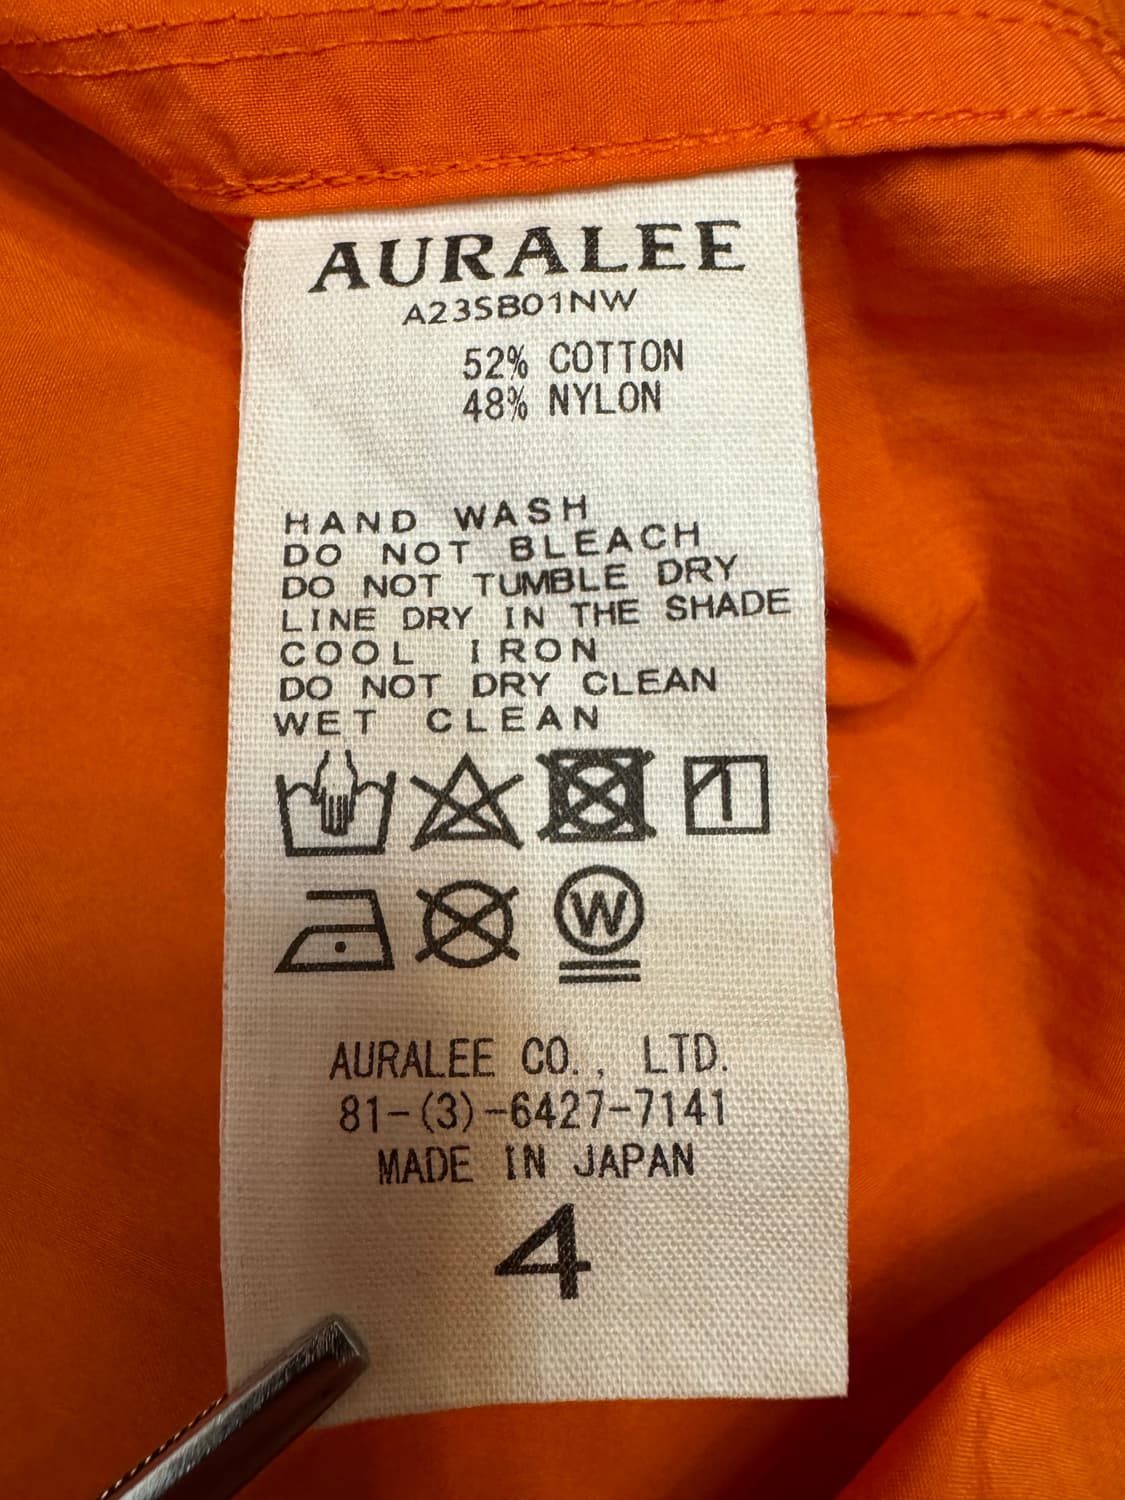 AURALEE
A23SB01NW
52% COTTON
48% NYLON
HAND WASH
DO NOT BLEACH
DO NOT TUMBLE DRY
LINE DRY IN THE SHADE
COOL IRON
DO NOT DRY CLEAN
WET CLEAN
W
AURALEE CO., LTD.
81-(3)-6427-7141
MADE IN JAPAN
4